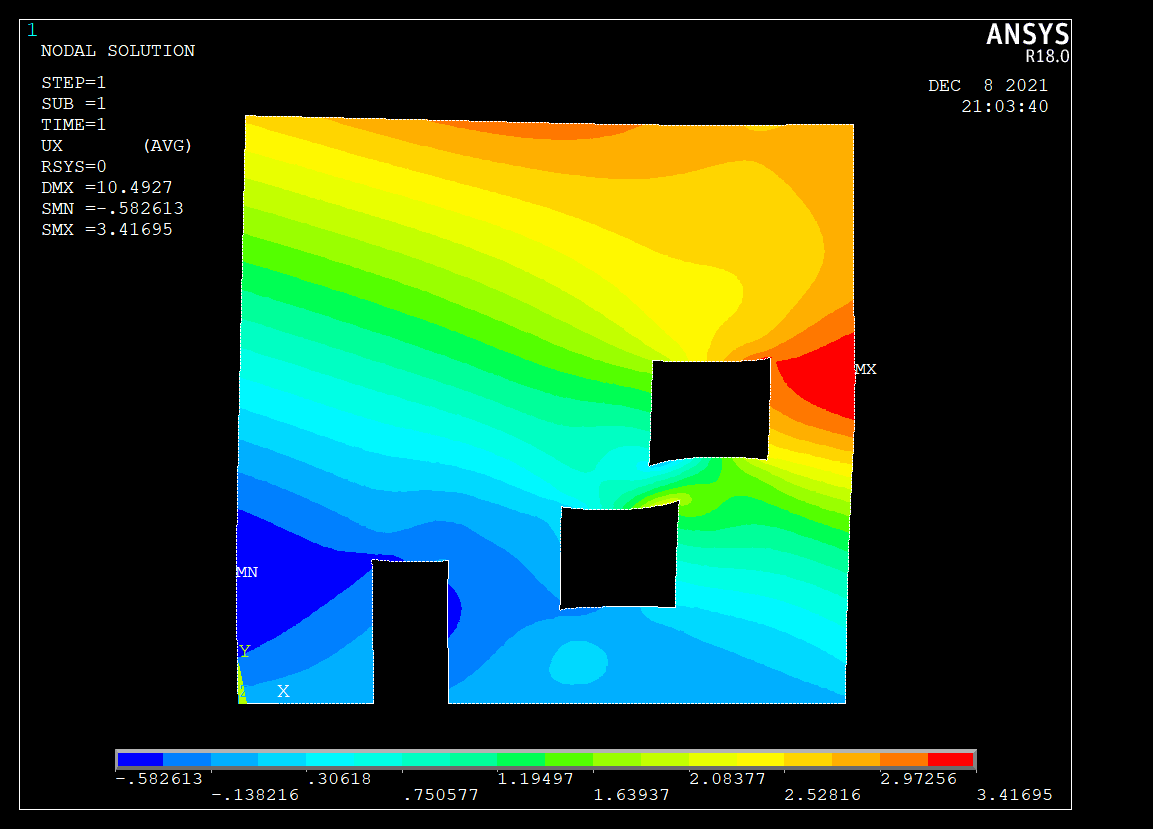 1
ANSYS
R18.0
NODAL SOLUTION
STEP=1
SUB =1
TIME=1
UX (AVG)
RSYS=0
DMX =10.4927
SMN =-.582613
SMX =3.41695
DEC 8 2021
21:03:40
MX
MN
Y
X
-.582613 .30618 1.19497 2.08377 2.97256
-.138216 .750577 1.63937 2.52816 3.41695